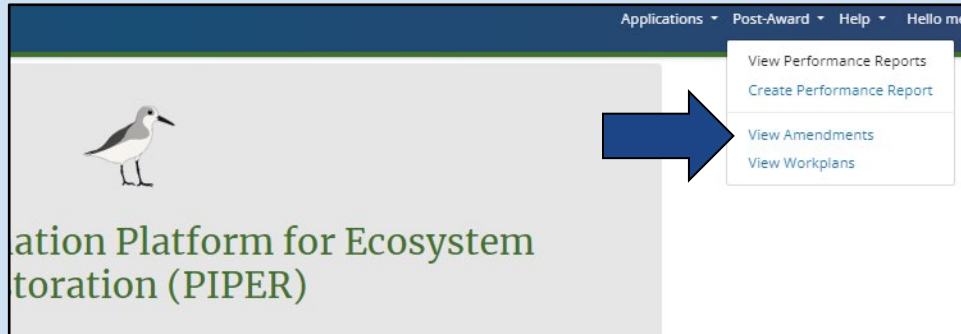 Applications Post-Award Help Hello
View Performance Reports
Create Performance Report
View Amendments
View Workplans
ation Platform for Ecosystem
toration (PIPER)